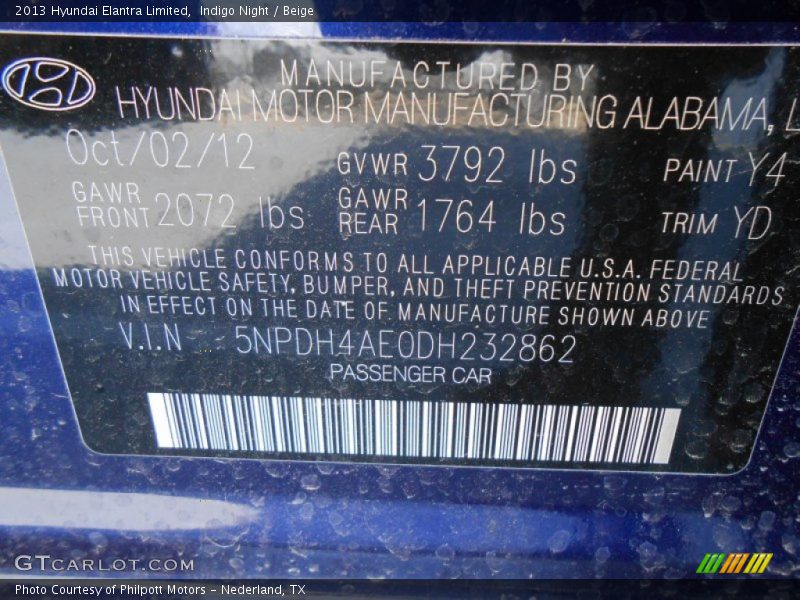 2013 Hyundai Elantra Limited, Indigo Night / Beige
MANUFACTURED BY
HYUNDAI MOTOR MANUFACTURING ALABAMA, L
Oct/02/12 GVWR 3792 lbs PAINT Y4
GAWR FRONT 2072 lbs GAWR REAR 1764 lbs TRIM YD
THIS VEHICLE CONFORMS TO ALL APPLICABLE U.S.A. FEDERAL
MOTOR VEHICLE SAFETY, BUMPER, AND THEFT PREVENTION STANDARDS
IN EFFECT ON THE DATE OF MANUFACTURE SHOWN ABOVE
V.I.N - 5NPDH4AE0DH232862
PASSENGER CAR
GTCARLOT.COM
Photo Courtesy of Philpott Motors – Nederland, TX